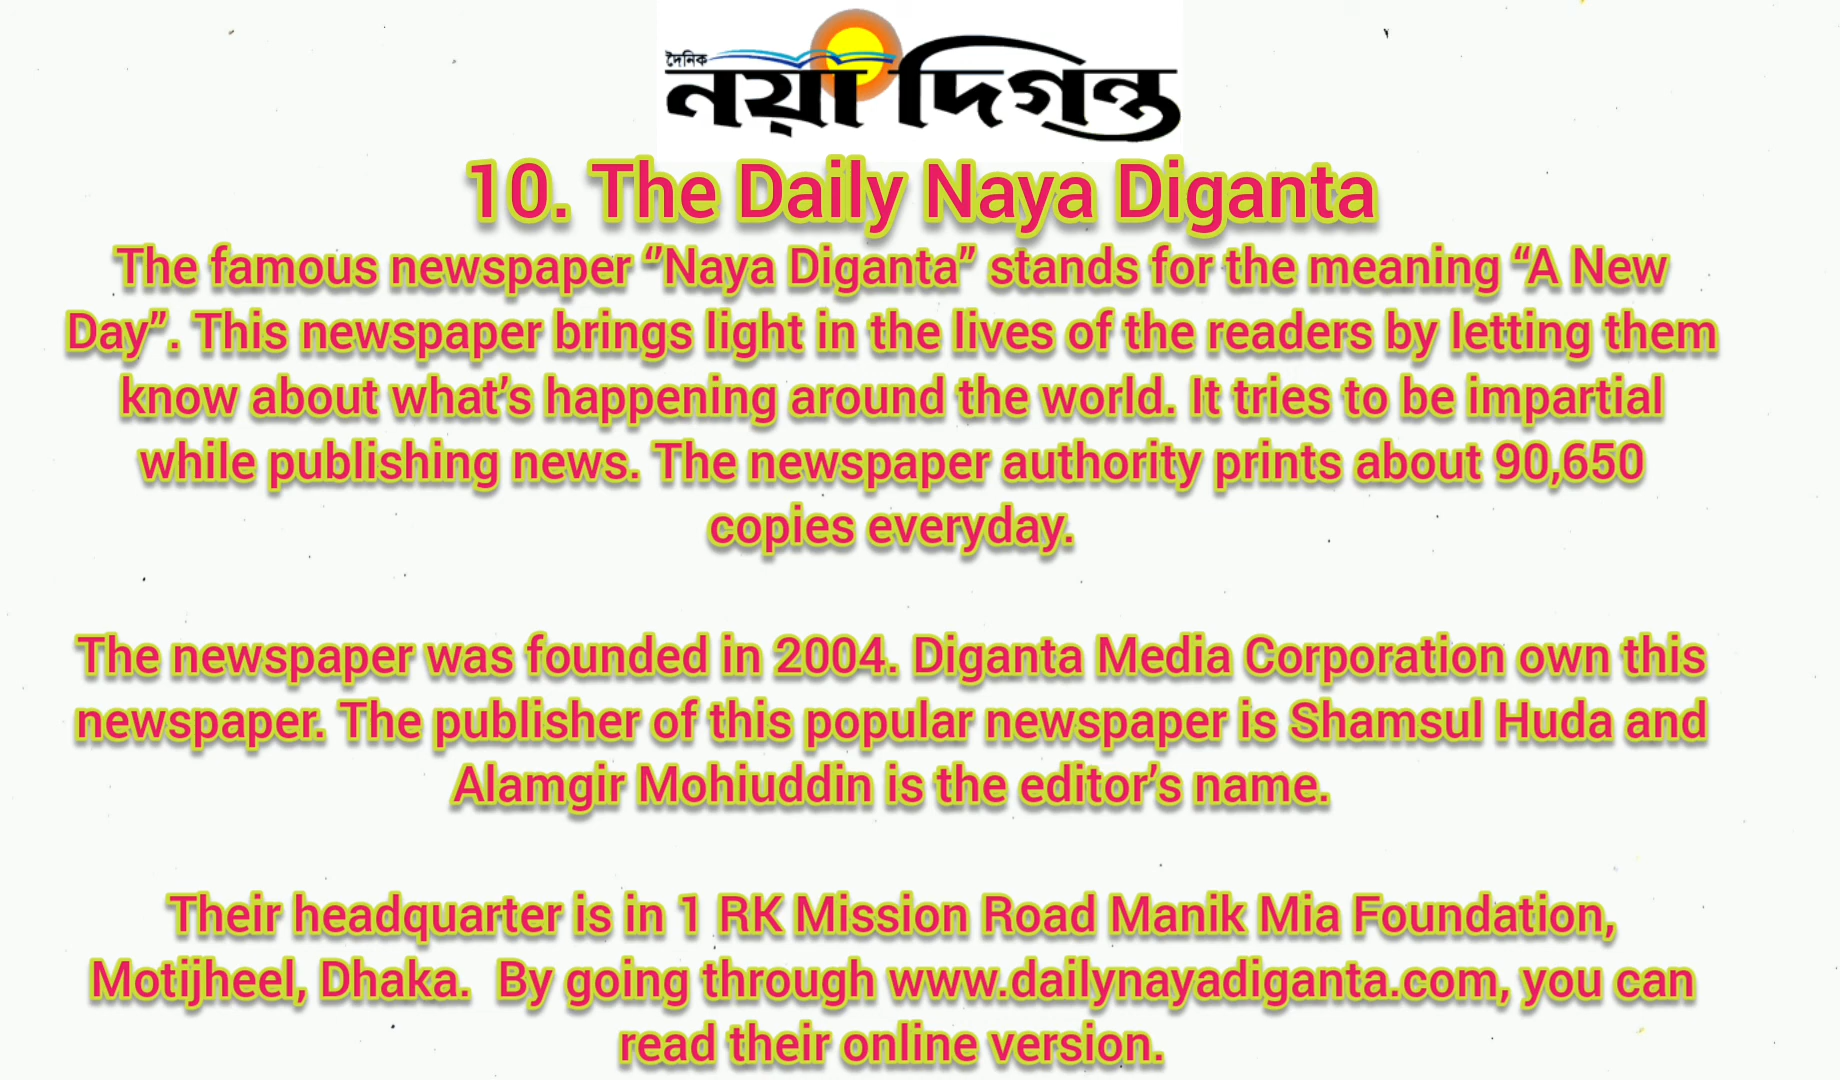 দৈনিক
নয়া দিগন্ত
10. The Daily Naya Diganta
The famous newspaper “Naya Diganta” stands for the meaning “A New
Day”. This newspaper brings light in the lives of the readers by letting them
know about what’s happening around the world. It tries to be impartial
while publishing news. The newspaper authority prints about 90,650
copies everyday.
The newspaper was founded in 2004. Diganta Media Corporation own this
newspaper. The publisher of this popular newspaper is Shamsul Huda and
Alamgir Mohiuddin is the editor’s name.
Their headquarter is in 1 RK Mission Road Manik Mia Foundation,
Motijheel, Dhaka.  By going through www.dailynayadiganta.com, you can
read their online version.